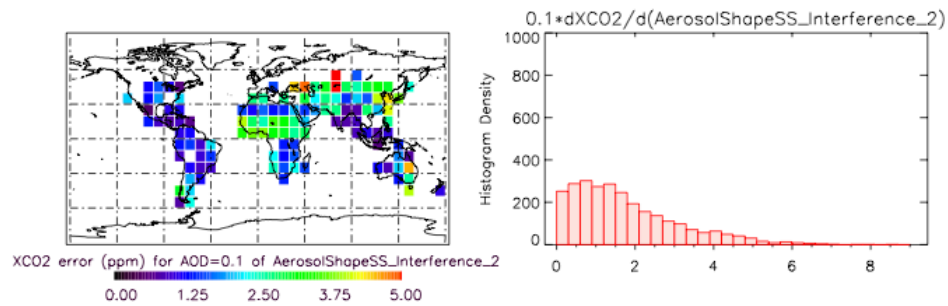 0.1*dXCO2/d(AerosolShapeSS_Interference_2)
1000
800
600
400
200
0
Histogram Density
0 2 4 6 8
XCO2 error (ppm) for AOD=0.1 of AerosolShapeSS_Interference_2
0.00 1.25 2.50 3.75 5.00